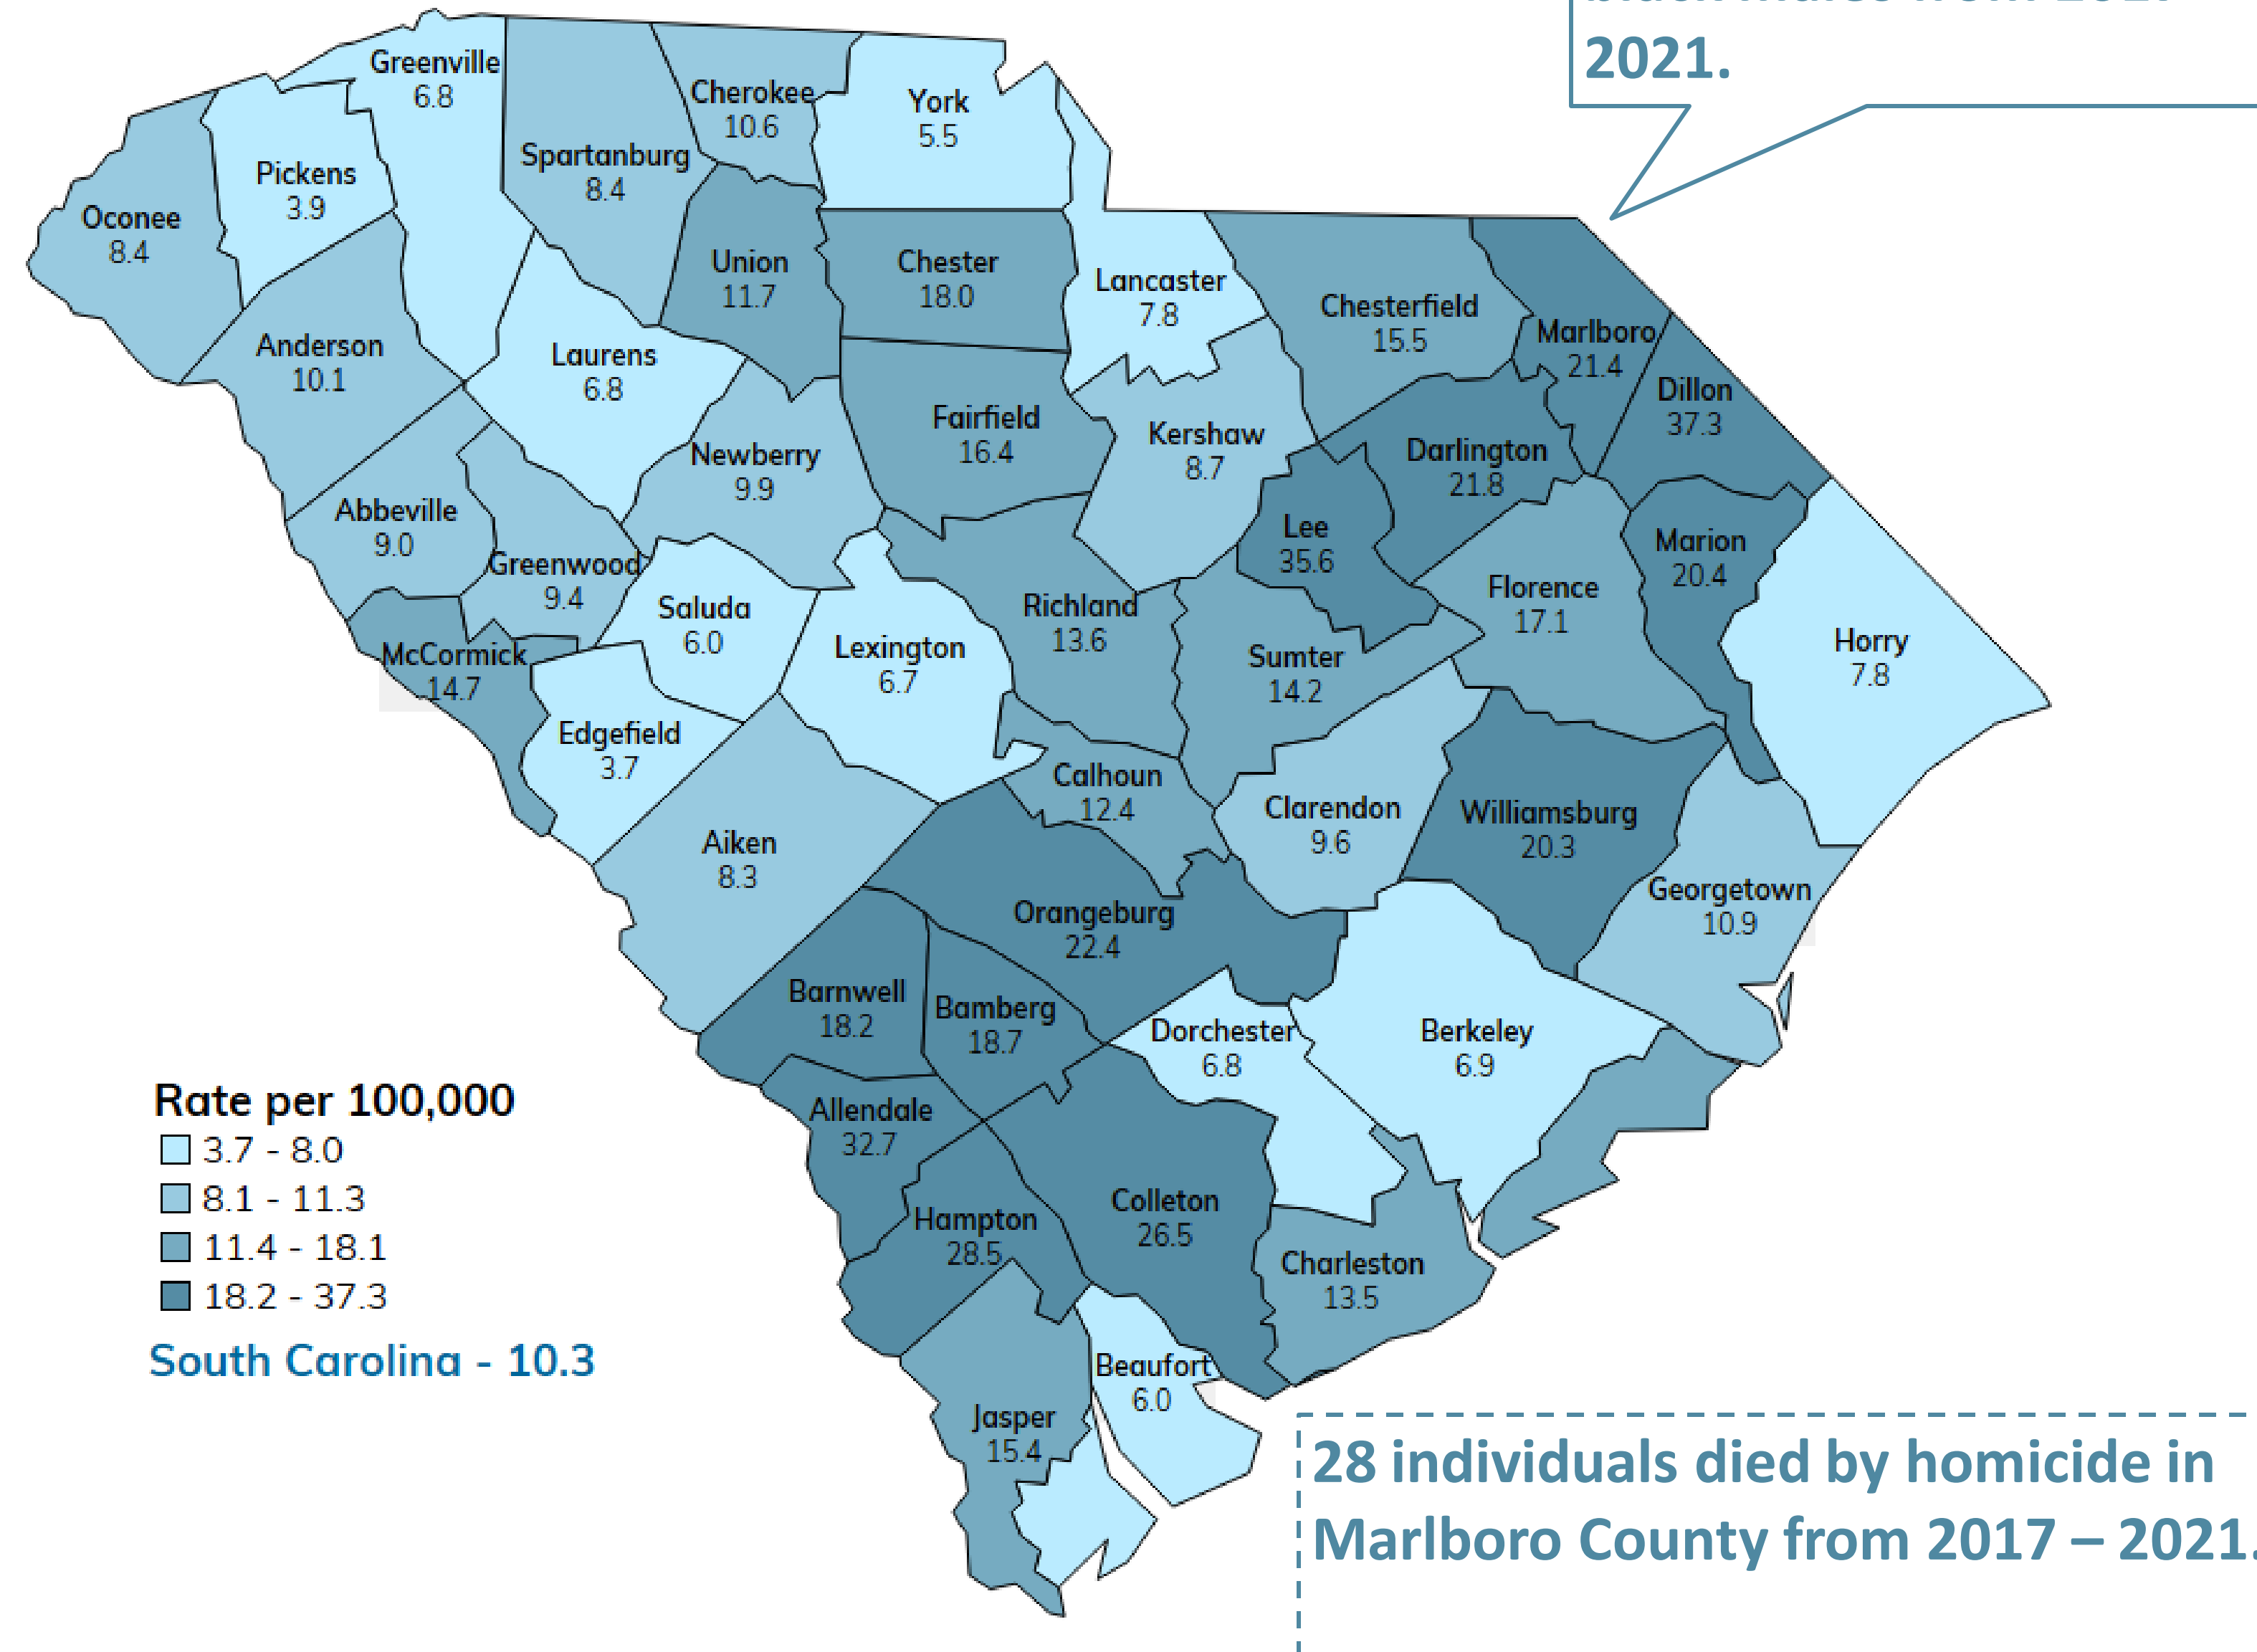 2021.
Greenville
6.8
Cherokee
10.6
York
5.5
Spartanburg
8.4
Pickens
3.9
Oconee
8.4
Union
11.7
Chester
18.0
Lancaster
7.8
Chesterfield
15.5
Marlboro
21.4
Anderson
10.1
Laurens
6.8
Dillon
37.3
Fairfield
16.4
Kershaw
8.7
Darlington
21.8
Newberry
9.9
Abbeville
9.0
Lee
35.6
Marion
20.4
Greenwood
9.4
Florence
17.1
Saluda
6.0
Richland
13.6
Lexington
6.7
Horry
7.8
McCormick
14.7
Sumter
14.2
Edgefield
3.7
Calhoun
12.4
Clarendon
9.6
Williamsburg
20.3
Aiken
8.3
Georgetown
10.9
Orangeburg
22.4
Barnwell
18.2
Bamberg
18.7
Dorchester
6.8
Berkeley
6.9
Allendale
32.7
Colleton
26.5
Hampton
28.5
Charleston
13.5
Beaufort
6.0
Jasper
15.4
Rate per 100,000
3.7 - 8.0
8.1 - 11.3
11.4 - 18.1
18.2 - 37.3
South Carolina - 10.3
28 individuals died by homicide in
Marlboro County from 2017 – 2021.